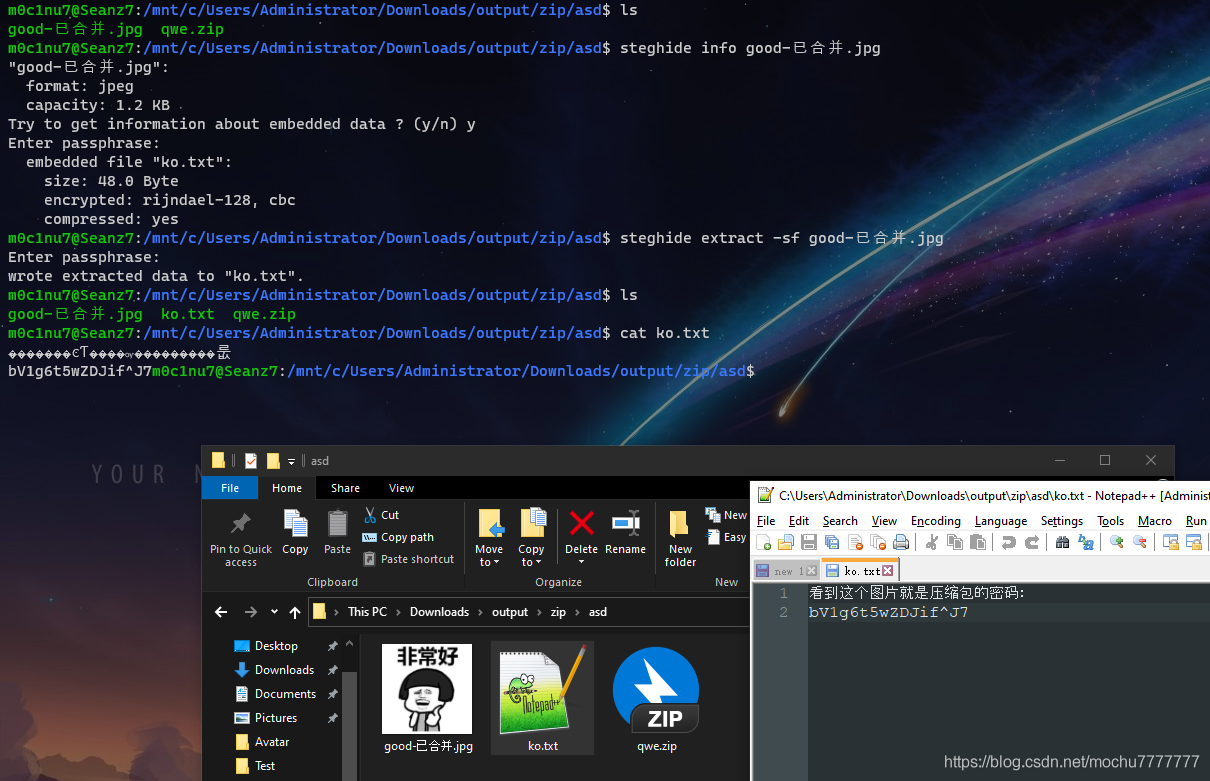 m0c1nu7@Seanz7:/mnt/c/Users/Administrator/Downloads/output/zip/asd$ ls
good-已合并.jpg  qwe.zip
m0c1nu7@Seanz7:/mnt/c/Users/Administrator/Downloads/output/zip/asd$ steghide info good-已合并.jpg
"good-已合并.jpg":
  format: jpeg
  capacity: 1.2 KB
Try to get information about embedded data ? (y/n) y
Enter passphrase:
  embedded file "ko.txt":
    size: 48.0 Byte
    encrypted: rijndael-128, cbc
    compressed: yes
m0c1nu7@Seanz7:/mnt/c/Users/Administrator/Downloads/output/zip/asd$ steghide extract -sf good-已合并.jpg
Enter passphrase:
wrote extracted data to "ko.txt".
m0c1nu7@Seanz7:/mnt/c/Users/Administrator/Downloads/output/zip/asd$ ls
good-已合并.jpg  ko.txt  qwe.zip
m0c1nu7@Seanz7:/mnt/c/Users/Administrator/Downloads/output/zip/asd$ cat ko.txt
bV1g6t5wZDJif^J7m0c1nu7@Seanz7:/mnt/c/Users/Administrator/Downloads/output/zip/asd$
YOUR N
asd
File Home Share View
Pin to Quick access
Copy
Paste
Cut
Copy path
Paste shortcut
Clipboard
Move to
Copy to
Delete
Rename
Organize
New folder
New
Easy
New
This PC > Downloads > output > zip > asd
Desktop
Downloads
Documents
Pictures
Avatar
Test
非常好
good-已合并.jpg
Notepad++
ko.txt
ZIP
qwe.zip
C:\Users\Administrator\Downloads\output\zip\asd\ko.txt - Notepad++ [Administ
File Edit Search View Encoding Language Settings Tools Macro Run
new 1
ko.txt
1 看到这个图片就是压缩包的密码:
2 bV1g6t5wZDJif^J7
https://blog.csdn.net/mochu7777777